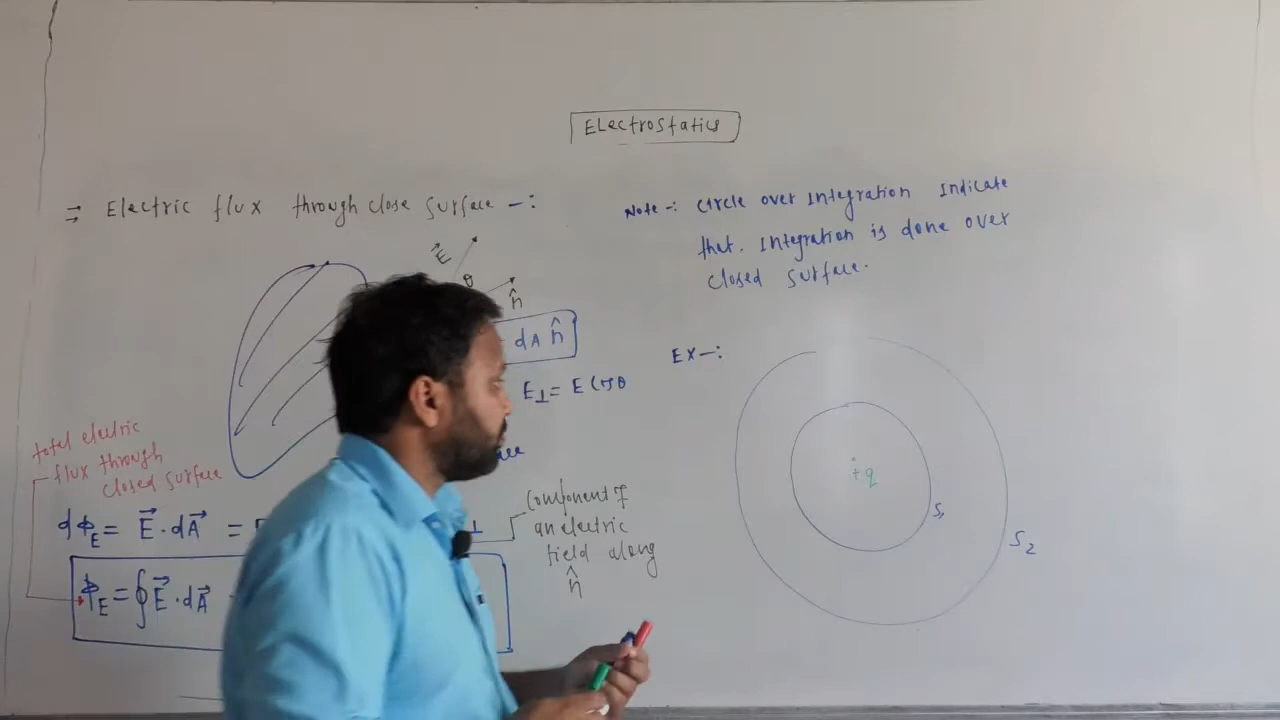 Electrostatics
⇒ Electric flux through close surface -:
E⃗
θ
n̂
dA n̂
E⊥ = E Cosθ
total electric
flux through
closed surface
dΦE = E⃗ . dA⃗ =
⊥
Component of
an electric
field along
n̂
ΦE = ∮ E⃗ . dA⃗
Note -: Circle over integration indicate
that. Integration is done over
closed surface.
EX -:
+q
S1
S2